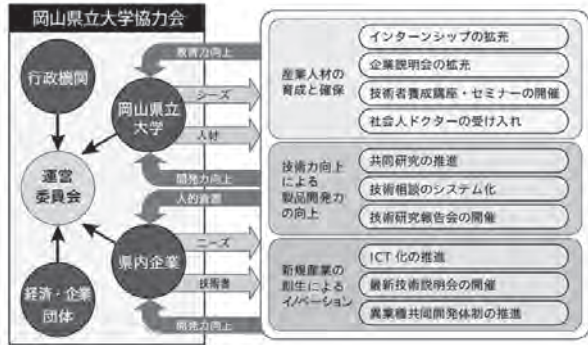 岡山県立大学協力会
行政機関
岡山県立
大学
運営
委員会
県内企業
経済・企業
団体
教術力向上
シーズ
人材
開発力向上
人的資源
ニーズ
技術者
開発力向上
産業人材の
育成と確保
インターンシップの拡充
企業説明会の拡充
技術者養成講座・セミナーの開催
社会人ドクターの受け入れ
技術力向上
による
製品開発力
の向上
共同研究の推進
技術相談のシステム化
技術研究報告会の開催
新規産業の
創生による
イノベーション
ICT 化の推進
最新技術説明会の開催
異業種共同開発体制の推進